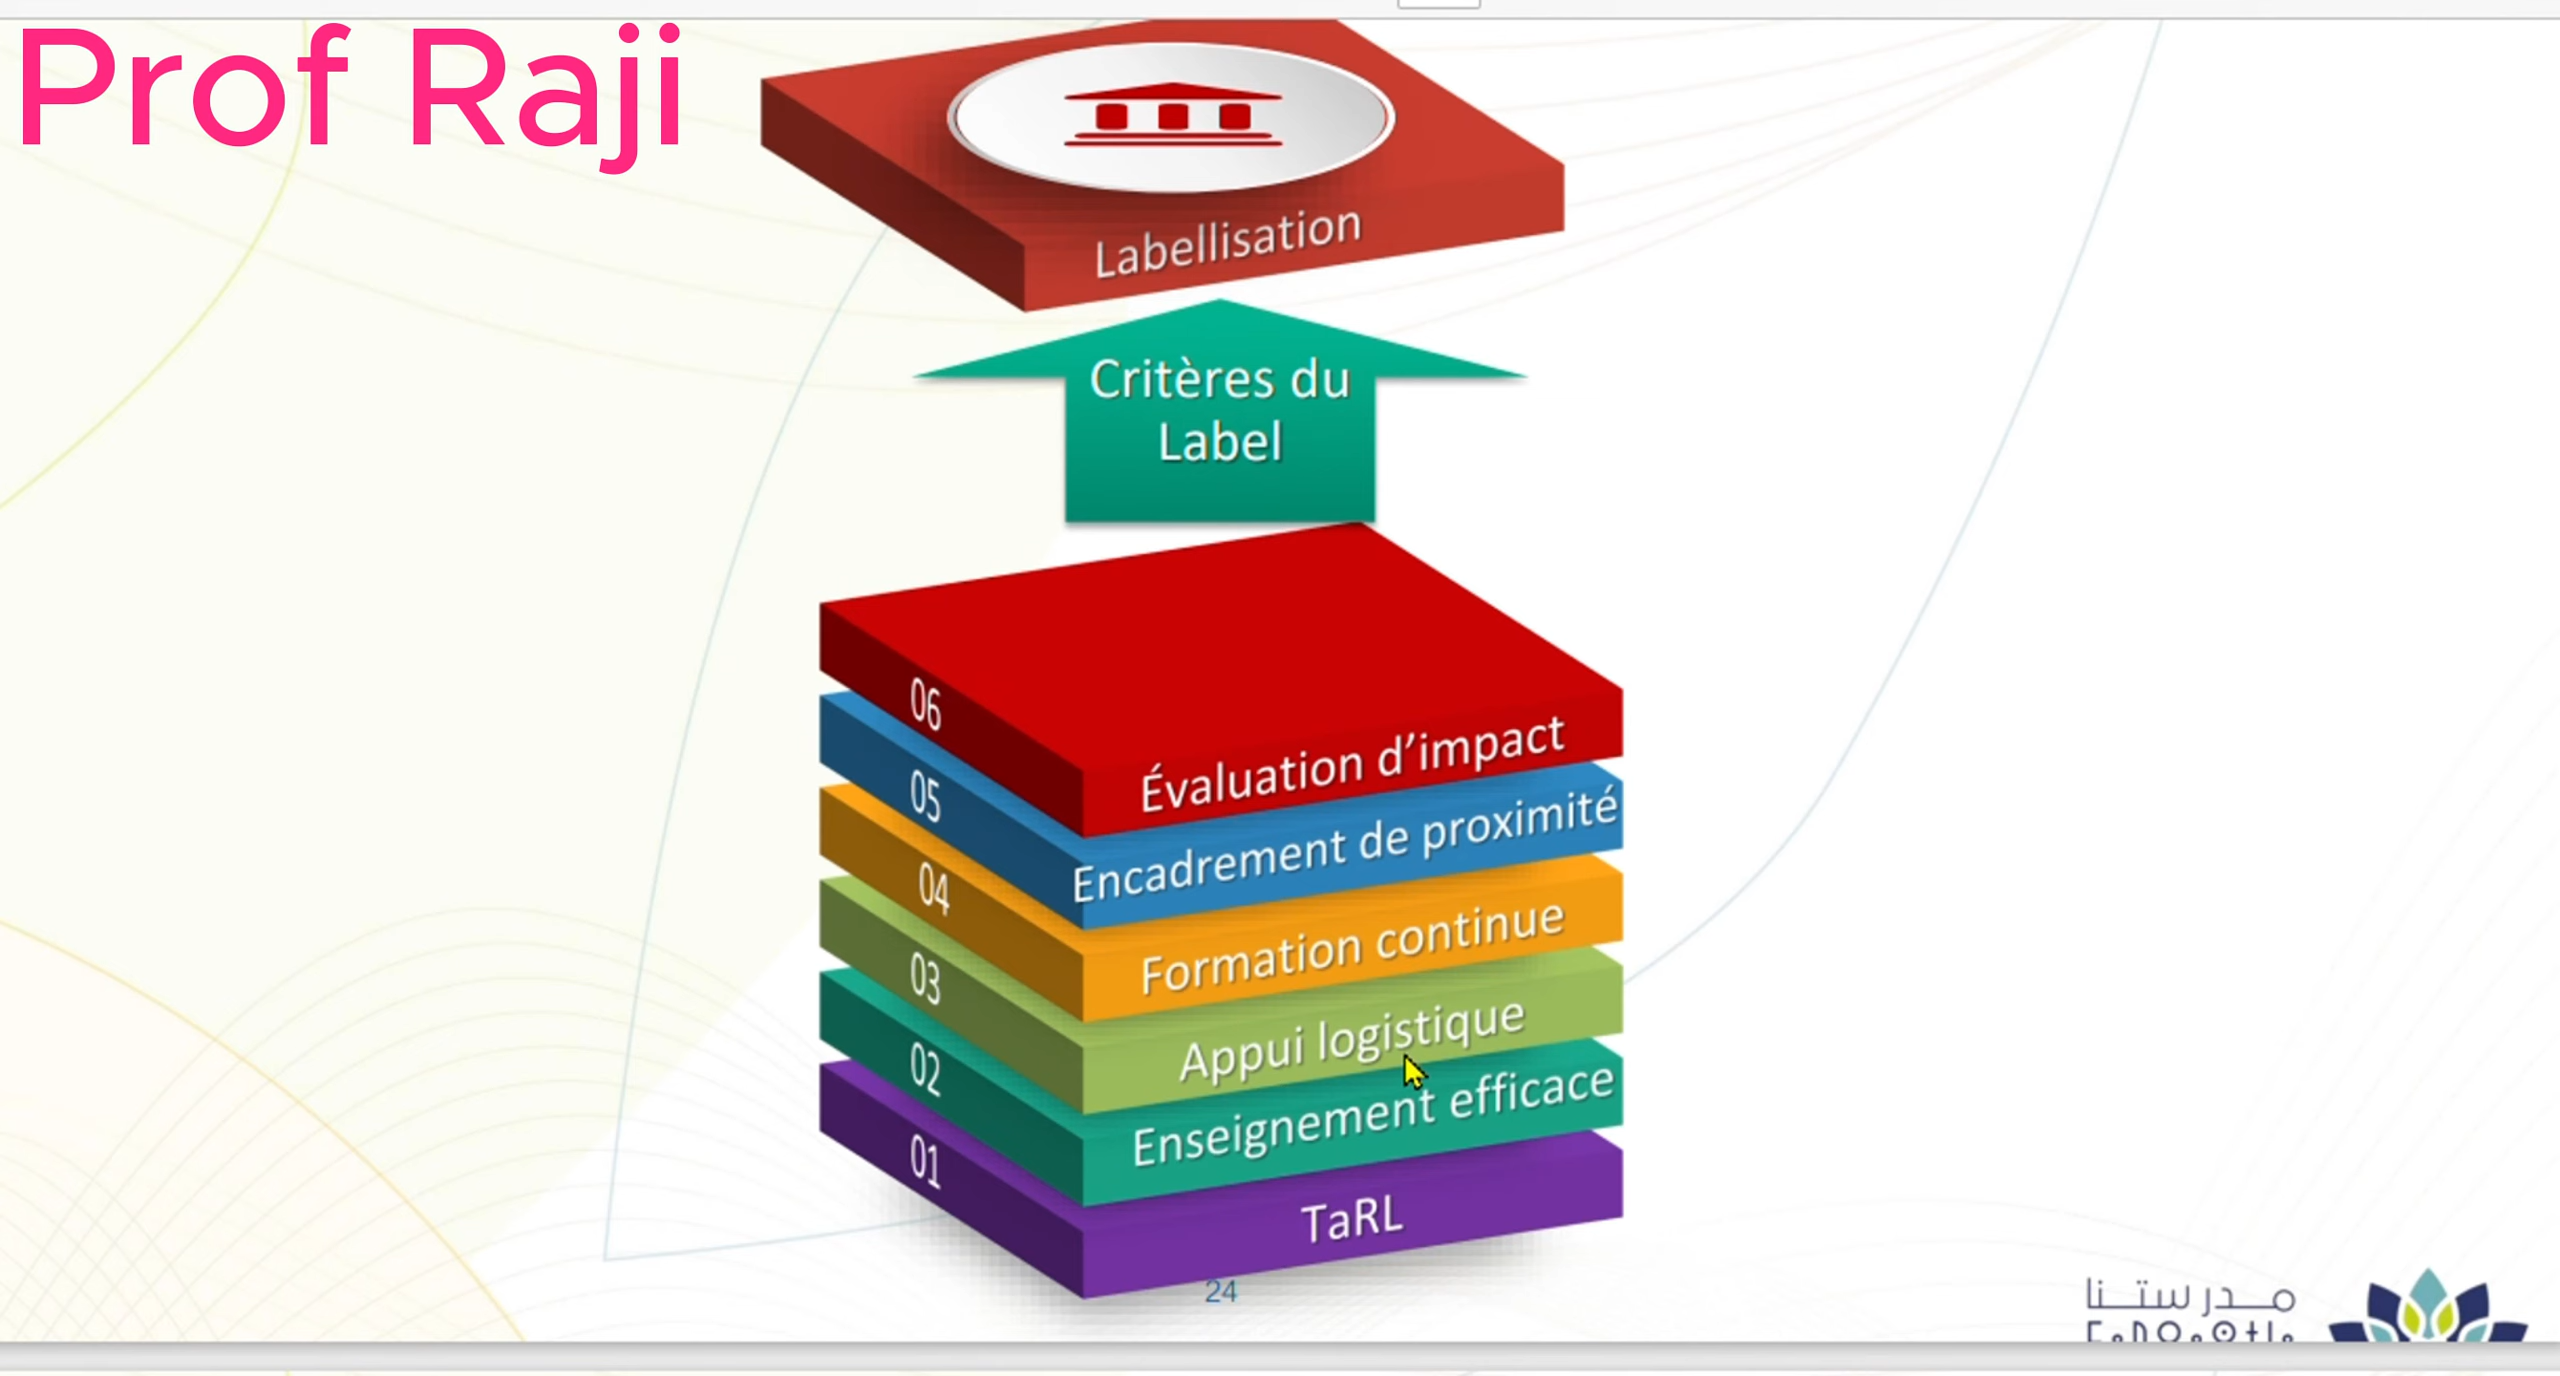 Prof Raji
Labellisation
Critères du
Label
06
Évaluation d’impact
05
Encadrement de proximité
04
Formation continue
03
Appui logistique
02
Enseignement efficace
01
TaRL
24
مدرستنا